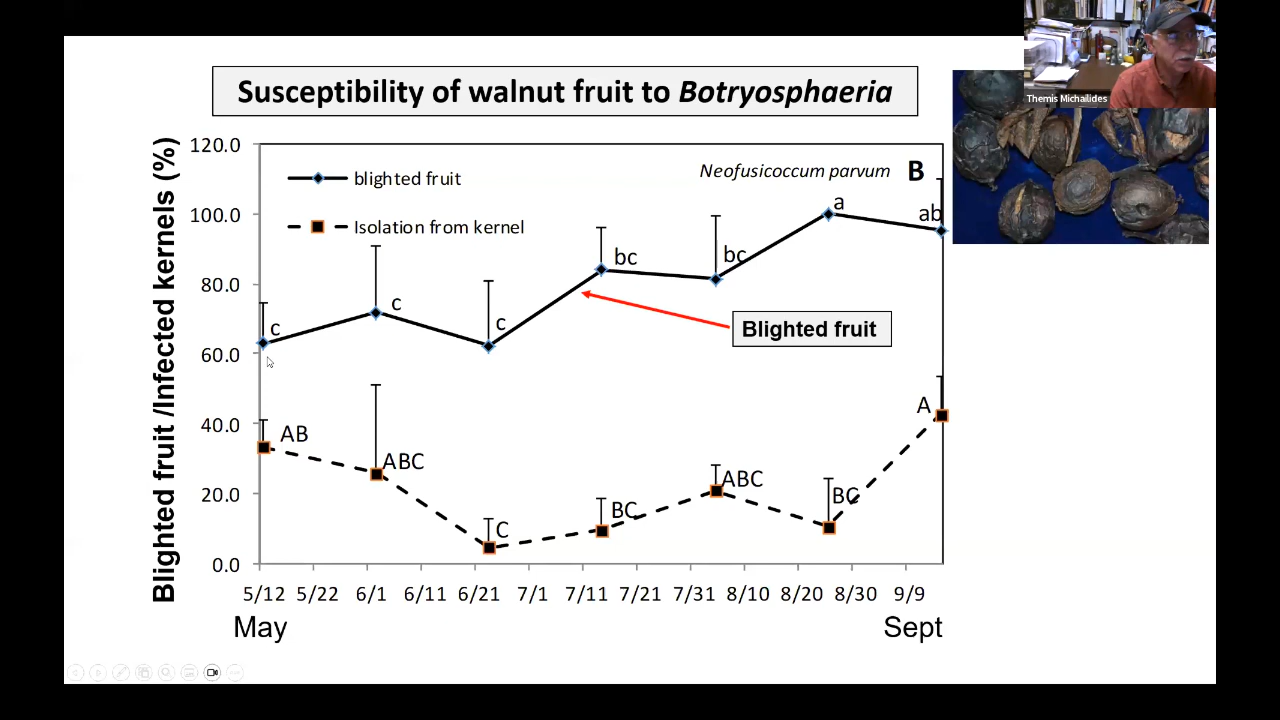 Themis Michailides
Susceptibility of walnut fruit to Botryosphaeria
Blighted fruit /Infected kernels (%)
120.0
100.0
80.0
60.0
40.0
20.0
0.0
blighted fruit
Isolation from kernel
Neofusicoccum parvum B
c
c
c
bc
bc
a
ab
Blighted fruit
AB
ABC
C
BC
ABC
BC
A
5/12 5/22 6/1 6/11 6/21 7/1 7/11 7/21 7/31 8/10 8/20 8/30 9/9
May Sept